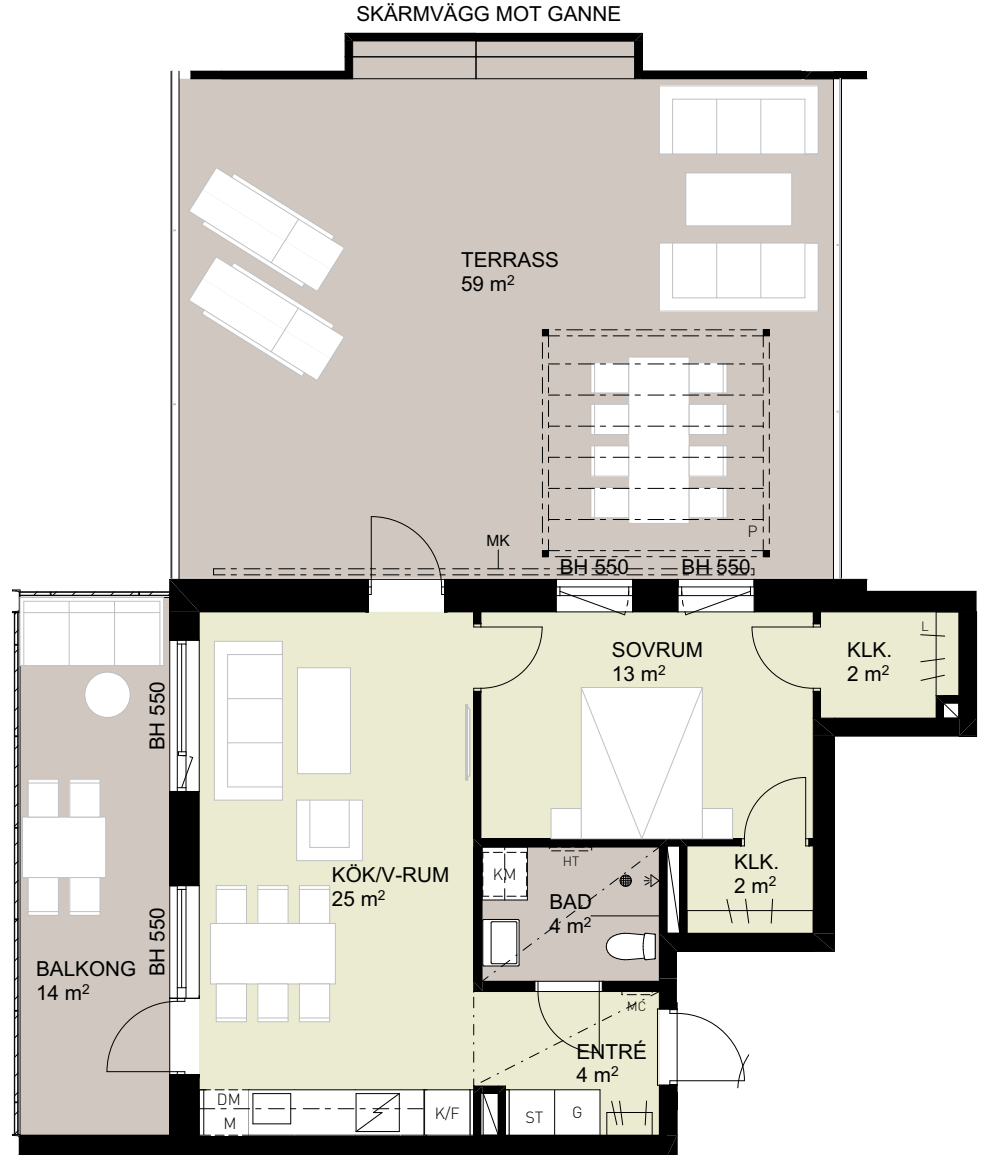 SKÄRMVÄGG MOT GANNE
TERRASS
59 m²
P
MK
BH 550
BH 550
SOVRUM
13 m²
L
KLK.
2 m²
BH 550
KÖK/V-RUM
25 m²
HT
KM
BAD
4 m²
KLK.
2 m²
BH 550
BALKONG
14 m²
MC
ENTRÉ
4 m²
DM
M
K/F
ST
G